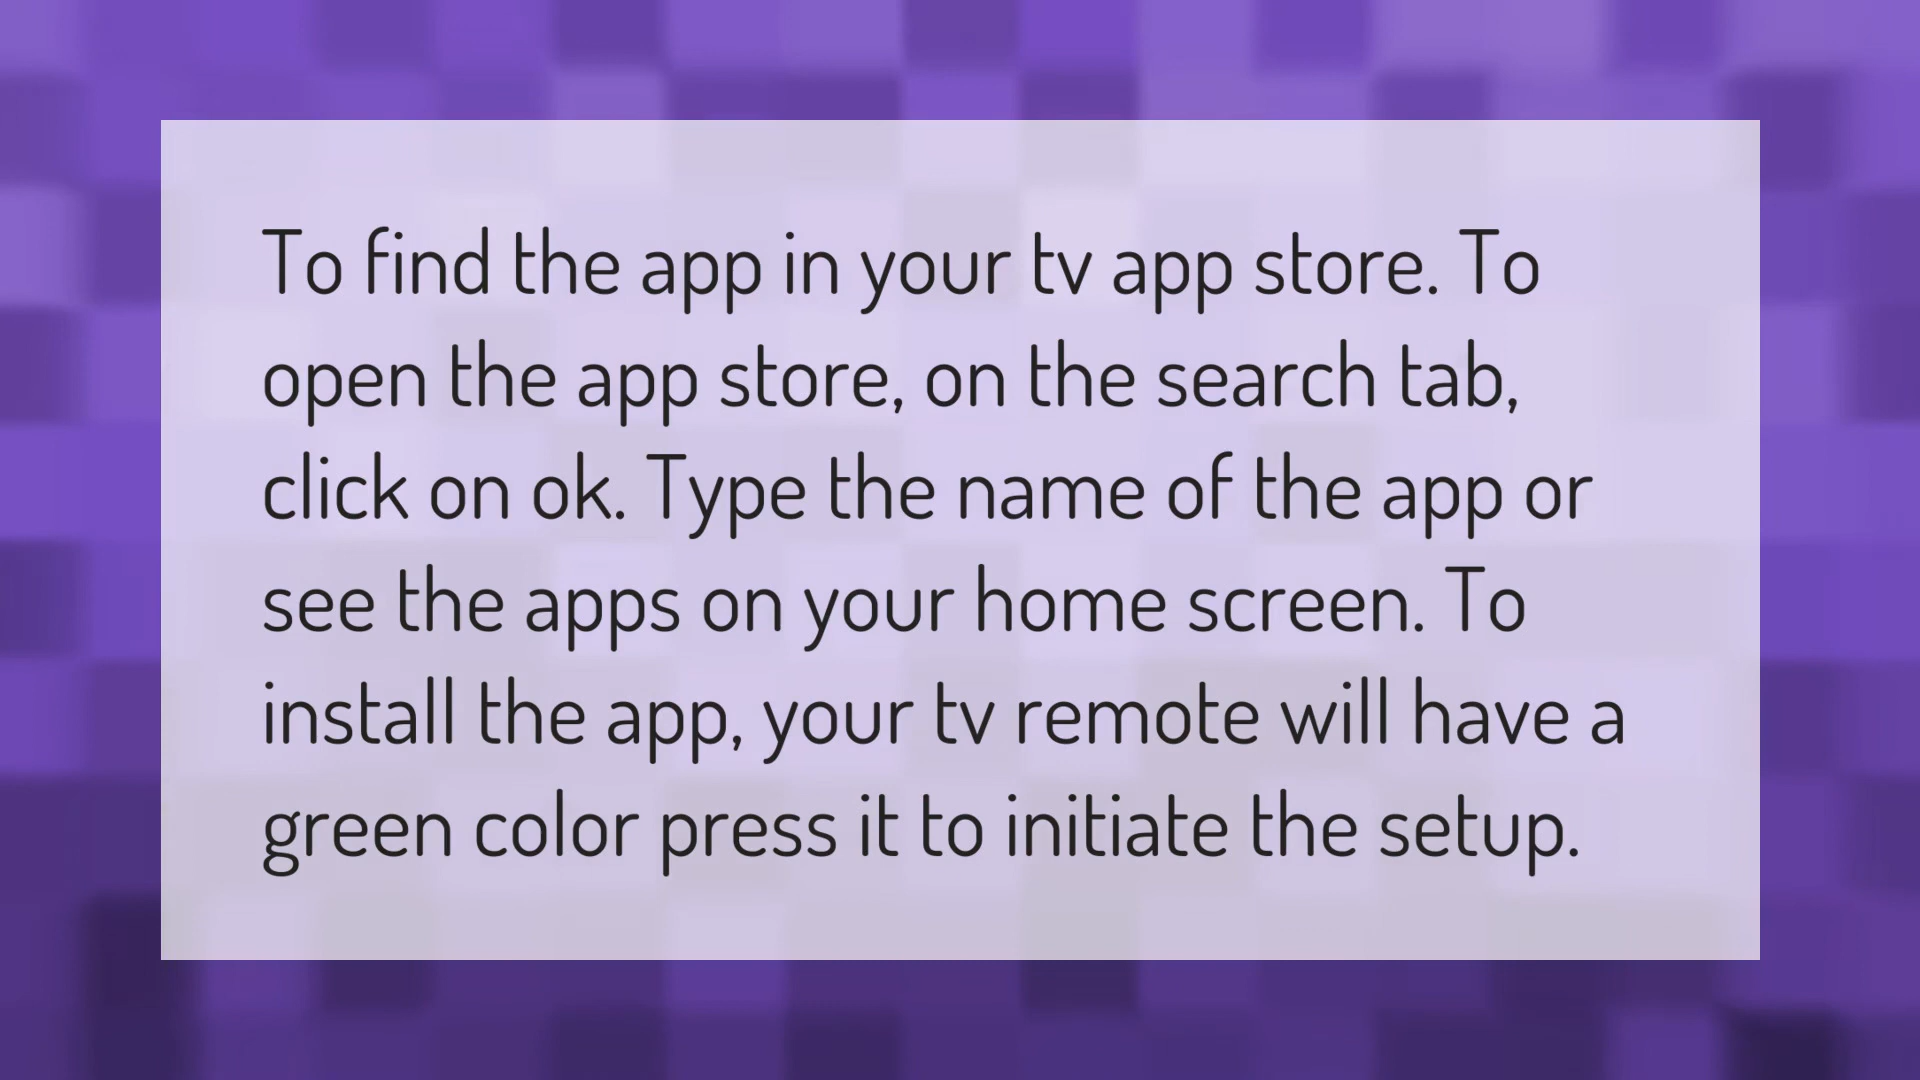 To find the app in your tv app store. To
open the app store, on the search tab,
click on ok. Type the name of the app or
see the apps on your home screen. To
install the app, your tv remote will have a
green color press it to initiate the setup.